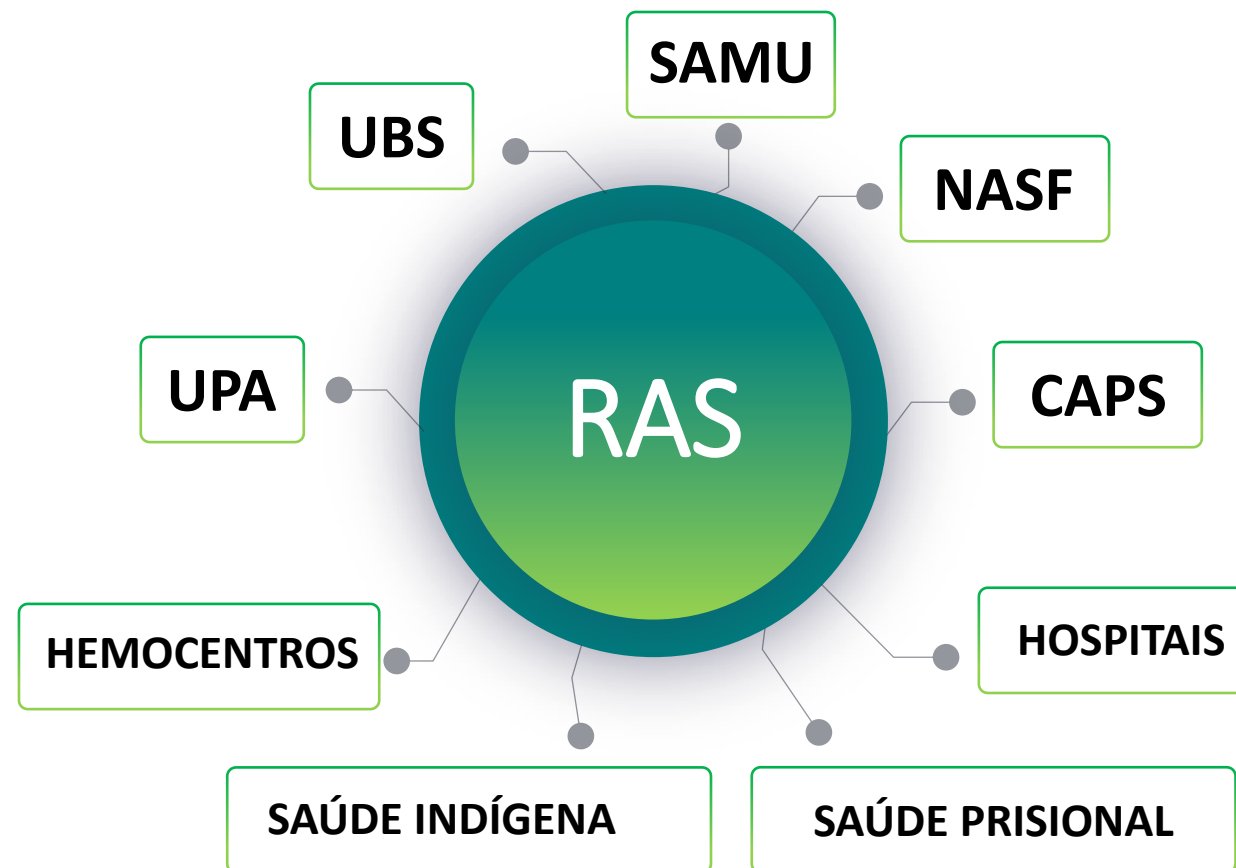 SAMU
UBS
NASF
UPA
RAS
CAPS
HEMOCENTROS
HOSPITAIS
SAÚDE INDÍGENA
SAÚDE PRISIONAL